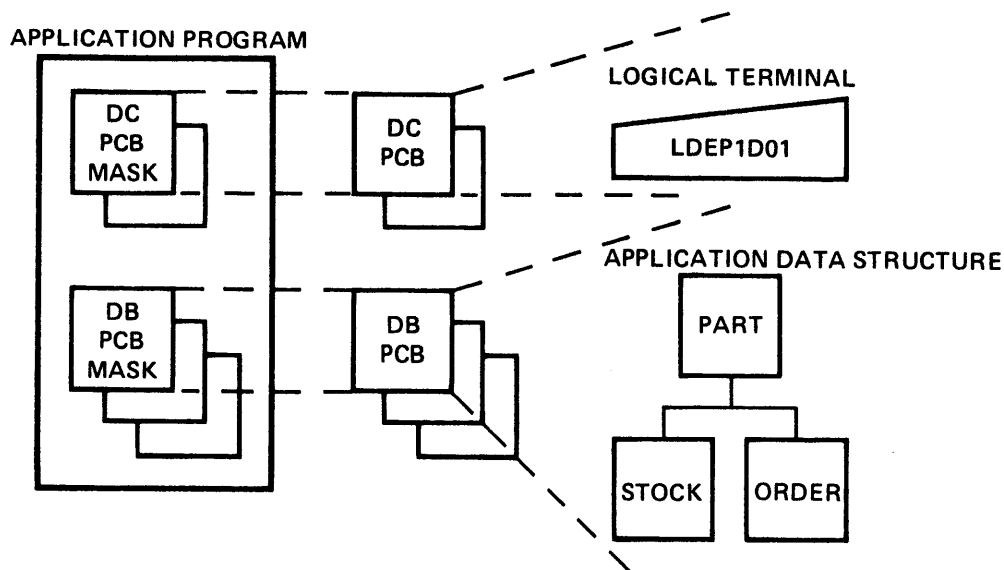 APPLICATION PROGRAM
DC
PCB
MASK
DC
PCB
LOGICAL TERMINAL
LDEP1D01
DB
PCB
MASK
DB
PCB
APPLICATION DATA STRUCTURE
PART
STOCK
ORDER